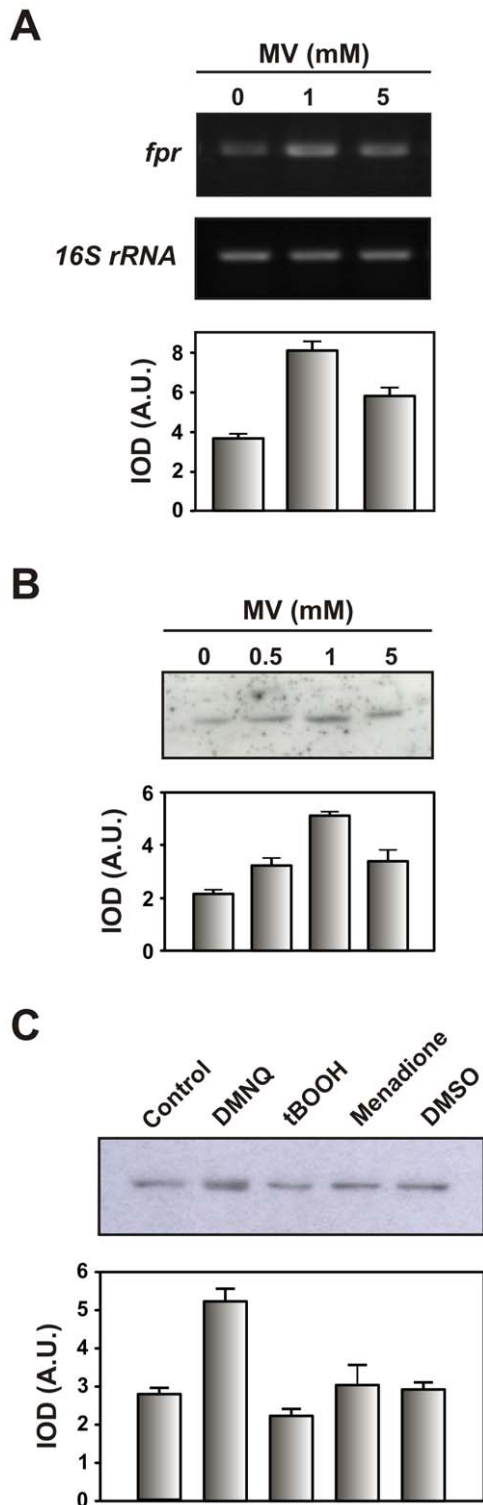 A
MV (mM)
0 1 5
fpr
16S rRNA
IOD (A.U.)
8
6
4
2
0
B
MV (mM)
0 0.5 1 5
IOD (A.U.)
6
4
2
0
C
Control DMNQ tBOOH Menadione DMSO
IOD (A.U.)
6
5
4
3
2
1
0